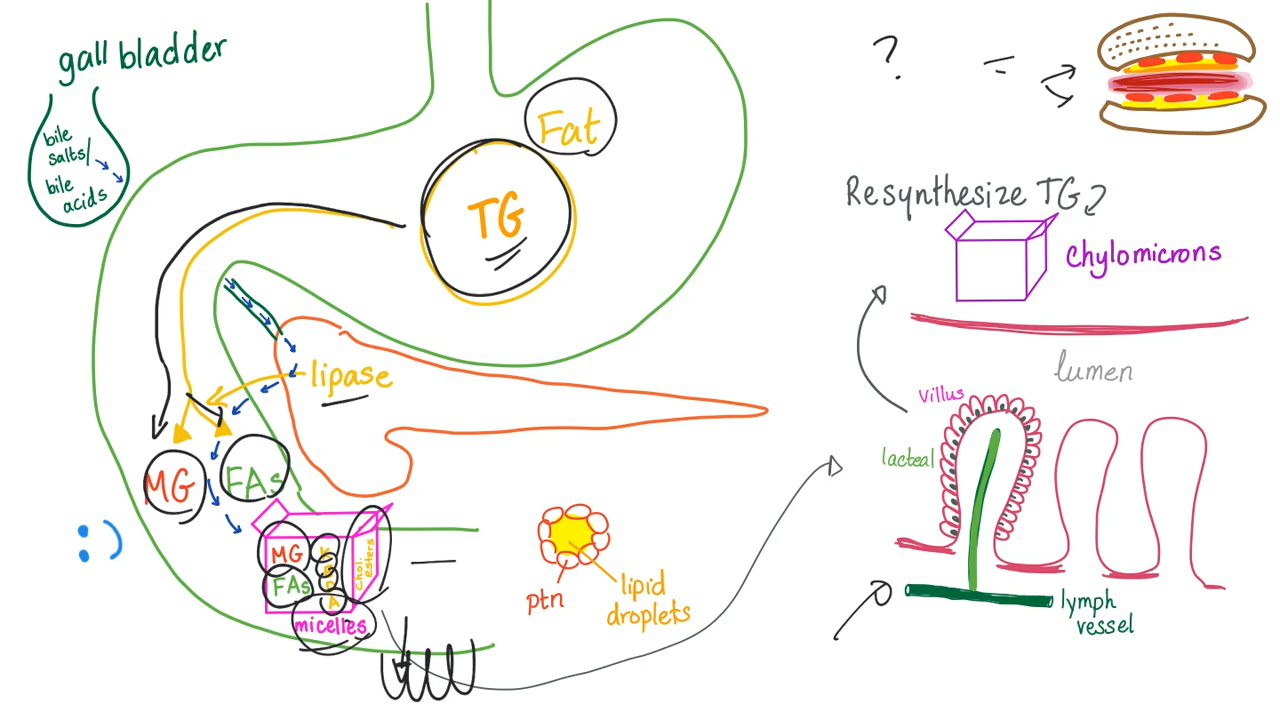 gall bladder
bile
salts/
bile
acids
Fat
TG
lipase
MG
FAs
MG
FAs
K
E
D
A
Chol.
esters
micelles
:)
ptn
lipid
droplets
? =
Resynthesize TG
Chylomicrons
lumen
villus
lacteal
lymph
vessel